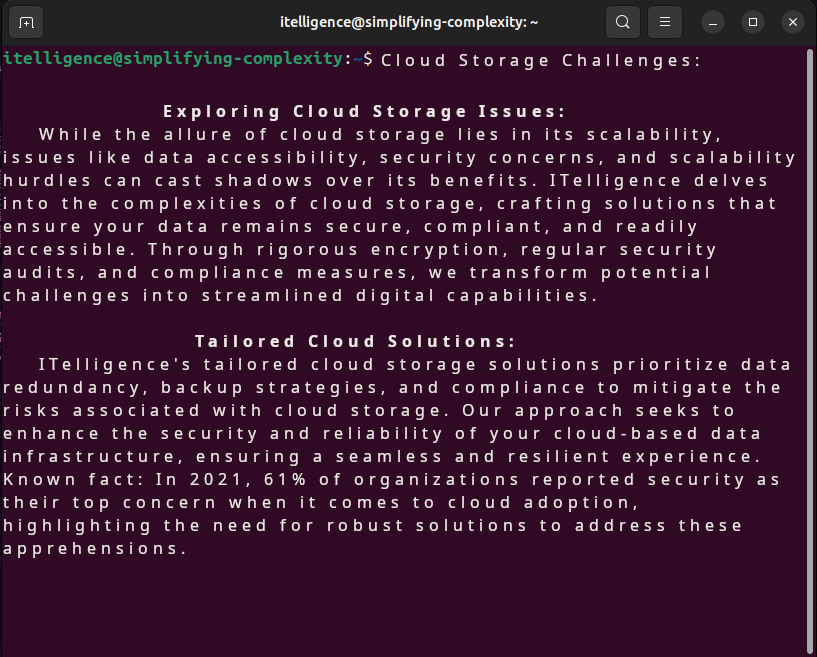 itelligence@simplifying-complexity: ~
itelligence@simplifying-complexity:~$ Cloud Storage Challenges:
Exploring Cloud Storage Issues:
While the allure of cloud storage lies in its scalability,
issues like data accessibility, security concerns, and scalability
hurdles can cast shadows over its benefits. ITelligence delves
into the complexities of cloud storage, crafting solutions that
ensure your data remains secure, compliant, and readily
accessible. Through rigorous encryption, regular security
audits, and compliance measures, we transform potential
challenges into streamlined digital capabilities.
Tailored Cloud Solutions:
ITelligence's tailored cloud storage solutions prioritize data
redundancy, backup strategies, and compliance to mitigate the
risks associated with cloud storage. Our approach seeks to
enhance the security and reliability of your cloud-based data
infrastructure, ensuring a seamless and resilient experience.
Known fact: In 2021, 61% of organizations reported security as
their top concern when it comes to cloud adoption,
highlighting the need for robust solutions to address these
apprehensions.